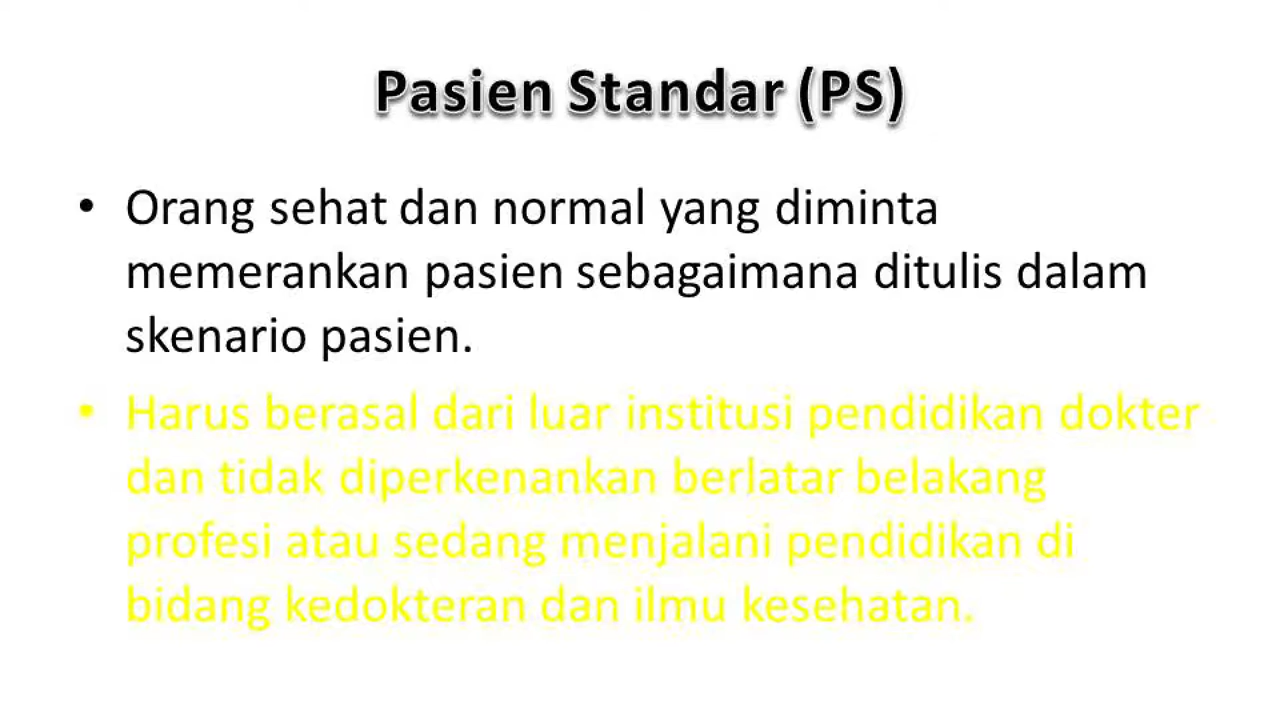 Pasien Standar (PS)
• Orang sehat dan normal yang diminta
memerankan pasien sebagaimana ditulis dalam
skenario pasien.
• Harus berasal dari luar institusi pendidikan dokter
dan tidak diperkenankan berlatar belakang
profesi atau sedang menjalani pendidikan di
bidang kedokteran dan ilmu kesehatan.